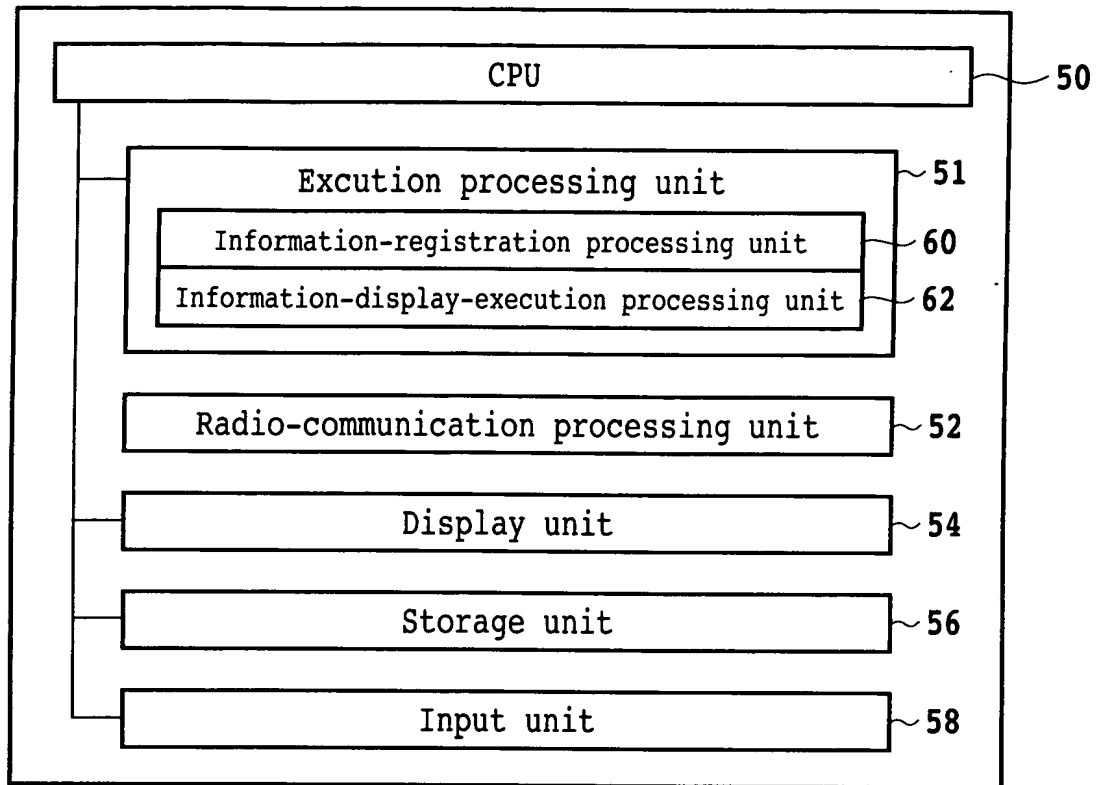 CPU 50
Excution processing unit 51
Information-registration processing unit 60
Information-display-execution processing unit 62
Radio-communication processing unit 52
Display unit 54
Storage unit 56
Input unit 58